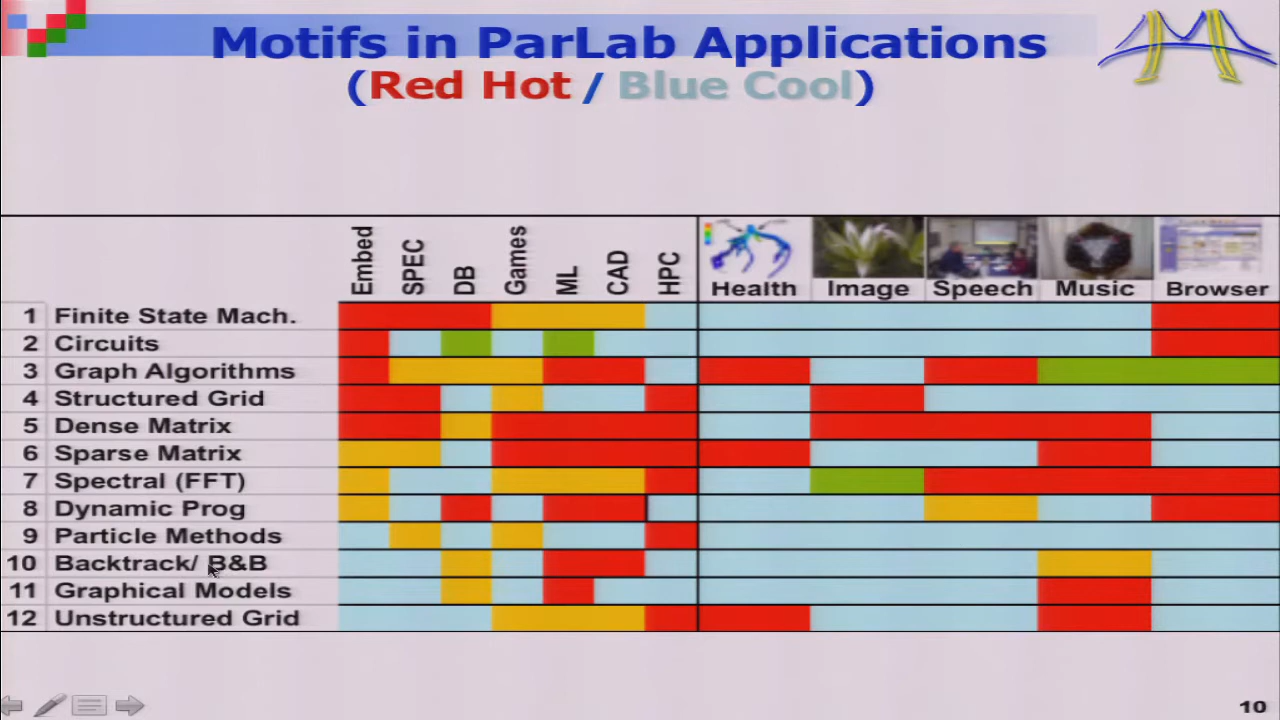 Motifs in ParLab Applications
(Red Hot / Blue Cool)
Embed SPEC DB Games ML CAD HPC Health Image Speech Music Browser
1 Finite State Mach.
2 Circuits
3 Graph Algorithms
4 Structured Grid
5 Dense Matrix
6 Sparse Matrix
7 Spectral (FFT)
8 Dynamic Prog
9 Particle Methods
10 Backtrack/ B&B
11 Graphical Models
12 Unstructured Grid
10